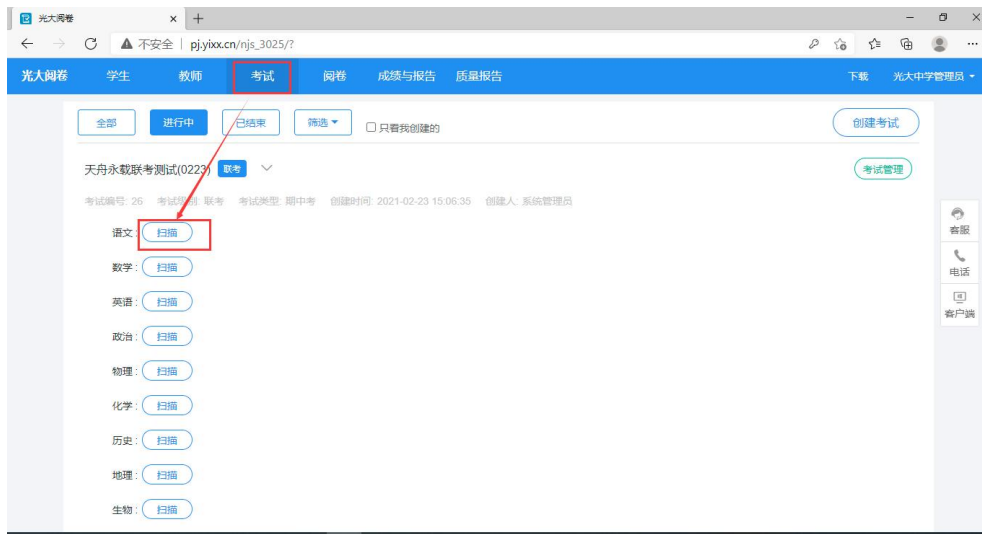 光大阅卷
不安全 | pj.yixx.cn/njs_3025/?
光大阅卷 学生 教师 考试 阅卷 成绩与报告 质量报告 下载 光大中学管理员
全部 进行中 已结束 筛选 只看我创建的 创建考试
天舟永载联考测试(0223) 联考 考试管理
考试编号: 26 考试级别: 联考 考试类型: 期中考 创建时间: 2021-02-23 15:06:35 创建人: 系统管理员
语文: 扫描
数学: 扫描
英语: 扫描
政治: 扫描
物理: 扫描
化学: 扫描
历史: 扫描
地理: 扫描
生物: 扫描
客服
电话
客户端